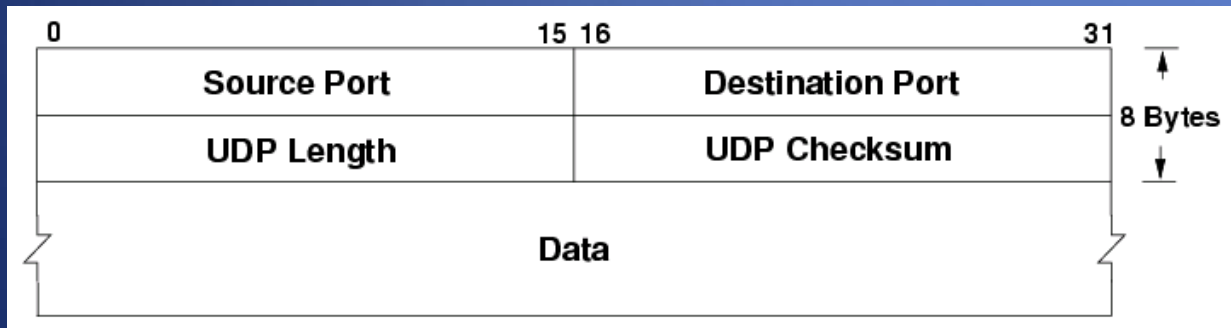 0 15 16 31
Source Port Destination Port
8 Bytes
UDP Length UDP Checksum
Data